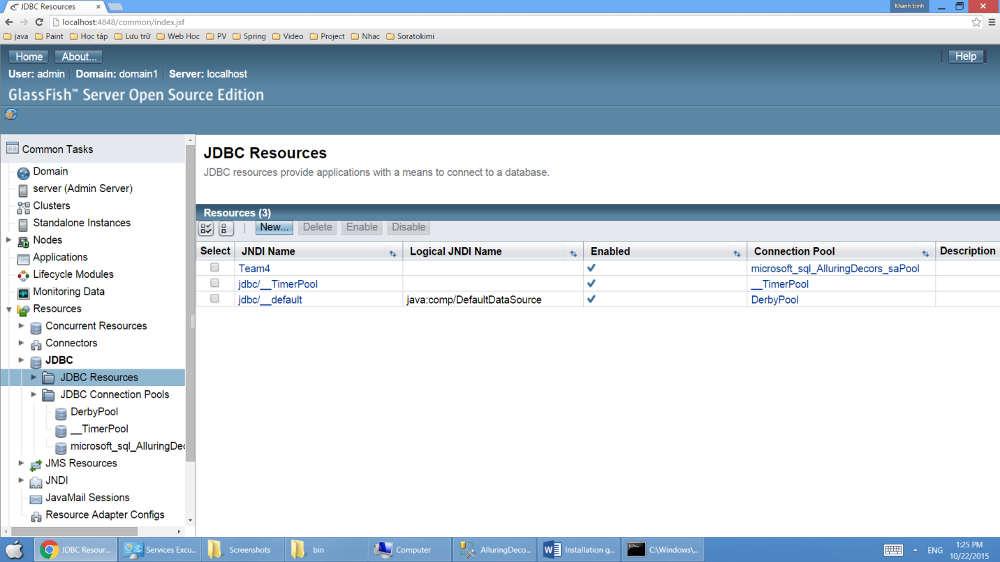 JDBC Resources
Khanh trinh
localhost:4848/common/index.jsf
java Paint Học tập Lưu trữ Web Học PV Spring Video Project Nhạc Soratokimi
Home About... Help
User: admin Domain: domain1 Server: localhost
GlassFish™ Server Open Source Edition
Common Tasks
Domain
server (Admin Server)
Clusters
Standalone Instances
Nodes
Applications
Lifecycle Modules
Monitoring Data
Resources
Concurrent Resources
Connectors
JDBC
JDBC Resources
JDBC Connection Pools
DerbyPool
__TimerPool
microsoft_sql_AlluringDec
JMS Resources
JNDI
JavaMail Sessions
Resource Adapter Configs
JDBC Resources
JDBC resources provide applications with a means to connect to a database.
Resources (3)
New... Delete Enable Disable
Select JNDI Name Logical JNDI Name Enabled Connection Pool Description
Team4 microsoft_sql_AlluringDecors_saPool
jdbc/__TimerPool __TimerPool
jdbc/__default java:comp/DefaultDataSource DerbyPool
JDBC Resour... Services Excu... Screenshots bin Computer AlluringDeco... Installation g... C:\Windows\... ENG 1:25 PM
10/22/2015